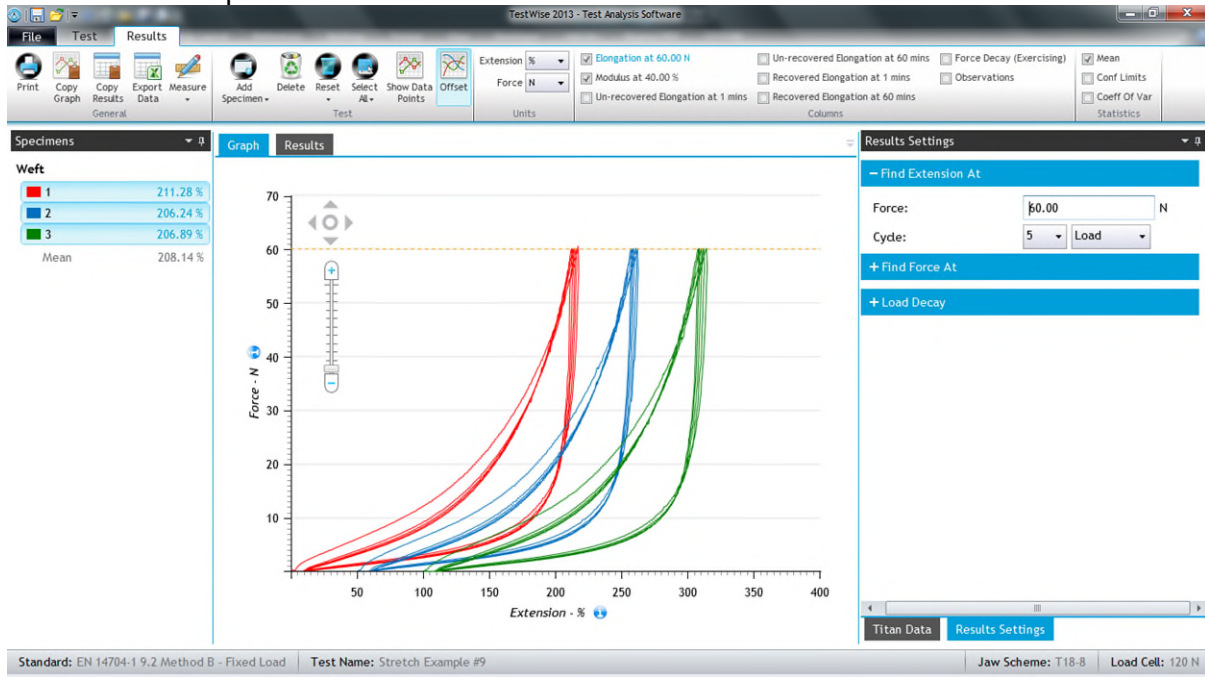 TestWise 2013 - Test Analysis Software
File Test Results
Print Copy Graph Copy Results Export Data Measure
General
Add Specimen Delete Reset Select All Show Data Points Offset
Test
Extension %
Force N
Units
Elongation at 60.00 N Un-recovered Elongation at 60 mins Force Decay (Exercising)
Modulus at 40.00 % Recovered Elongation at 1 mins Observations
Un-recovered Elongation at 1 mins Recovered Elongation at 60 mins
Columns
Mean
Conf Limits
Coeff Of Var
Statistics
Specimens
Weft
1 211.28 %
2 206.24 %
3 206.89 %
Mean 208.14 %
Graph Results
70
60
50
40
30
20
10
Force - N
50 100 150 200 250 300 350 400
Extension - %
Results Settings
− Find Extension At
Force: 60.00 N
Cycle: 5 Load
+ Find Force At
+ Load Decay
Titan Data Results Settings
Standard: EN 14704-1 9.2 Method B - Fixed Load Test Name: Stretch Example #9 Jaw Scheme: T18-8 Load Cell: 120 N